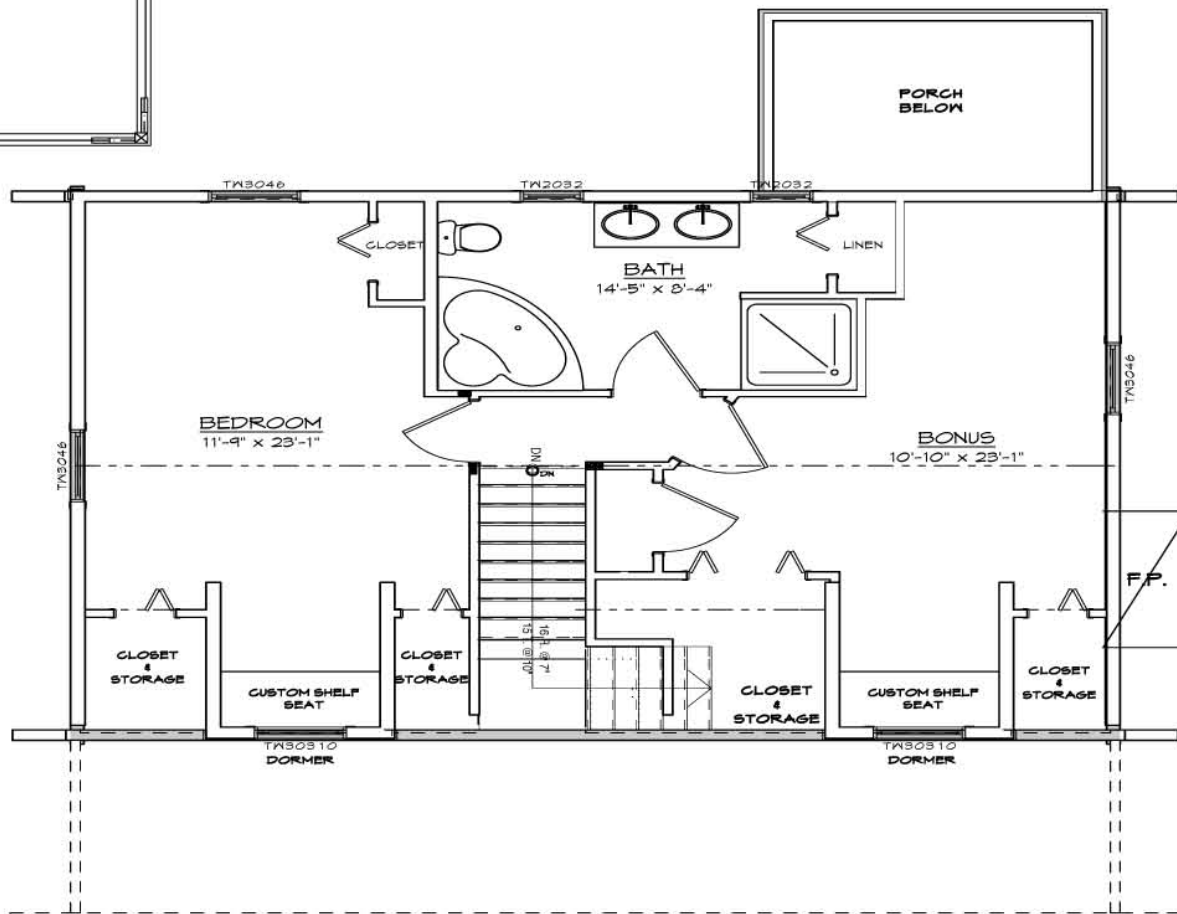 PORCH
BELOW
TW3046
TW2032
TW2032
CLOSET
LINEN
BATH
14'-5" x 8'-4"
TW3046
BEDROOM
11'-9" x 23'-1"
BONUS
10'-10" x 23'-1"
TW3046
DN
DN
F.P.
16 R. @ 7"
15 T. @ 10"
CLOSET
&
STORAGE
CUSTOM SHELF
SEAT
CLOSET
&
STORAGE
CLOSET
&
STORAGE
CUSTOM SHELF
SEAT
CLOSET
&
STORAGE
TW30310
DORMER
TW30310
DORMER